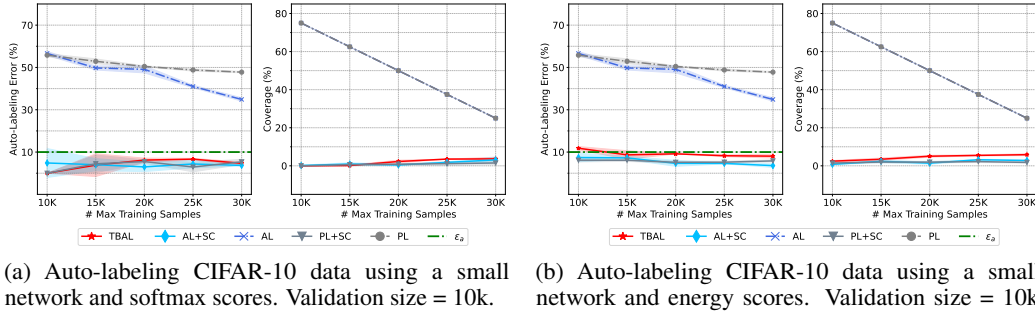 70
50
30
10
Auto-Labeling Error (%)
10K 15K 20K 25K 30K
# Max Training Samples
80
60
40
20
0
Coverage (%)
10K 15K 20K 25K 30K
# Max Training Samples
TBAL AL+SC AL PL+SC PL εa
(a) Auto-labeling CIFAR-10 data using a small
network and softmax scores. Validation size = 10k.
70
50
30
10
Auto-Labeling Error (%)
10K 15K 20K 25K 30K
# Max Training Samples
80
60
40
20
0
Coverage (%)
10K 15K 20K 25K 30K
# Max Training Samples
TBAL AL+SC AL PL+SC PL εa
(b) Auto-labeling CIFAR-10 data using a small
network and energy scores. Validation size = 10k